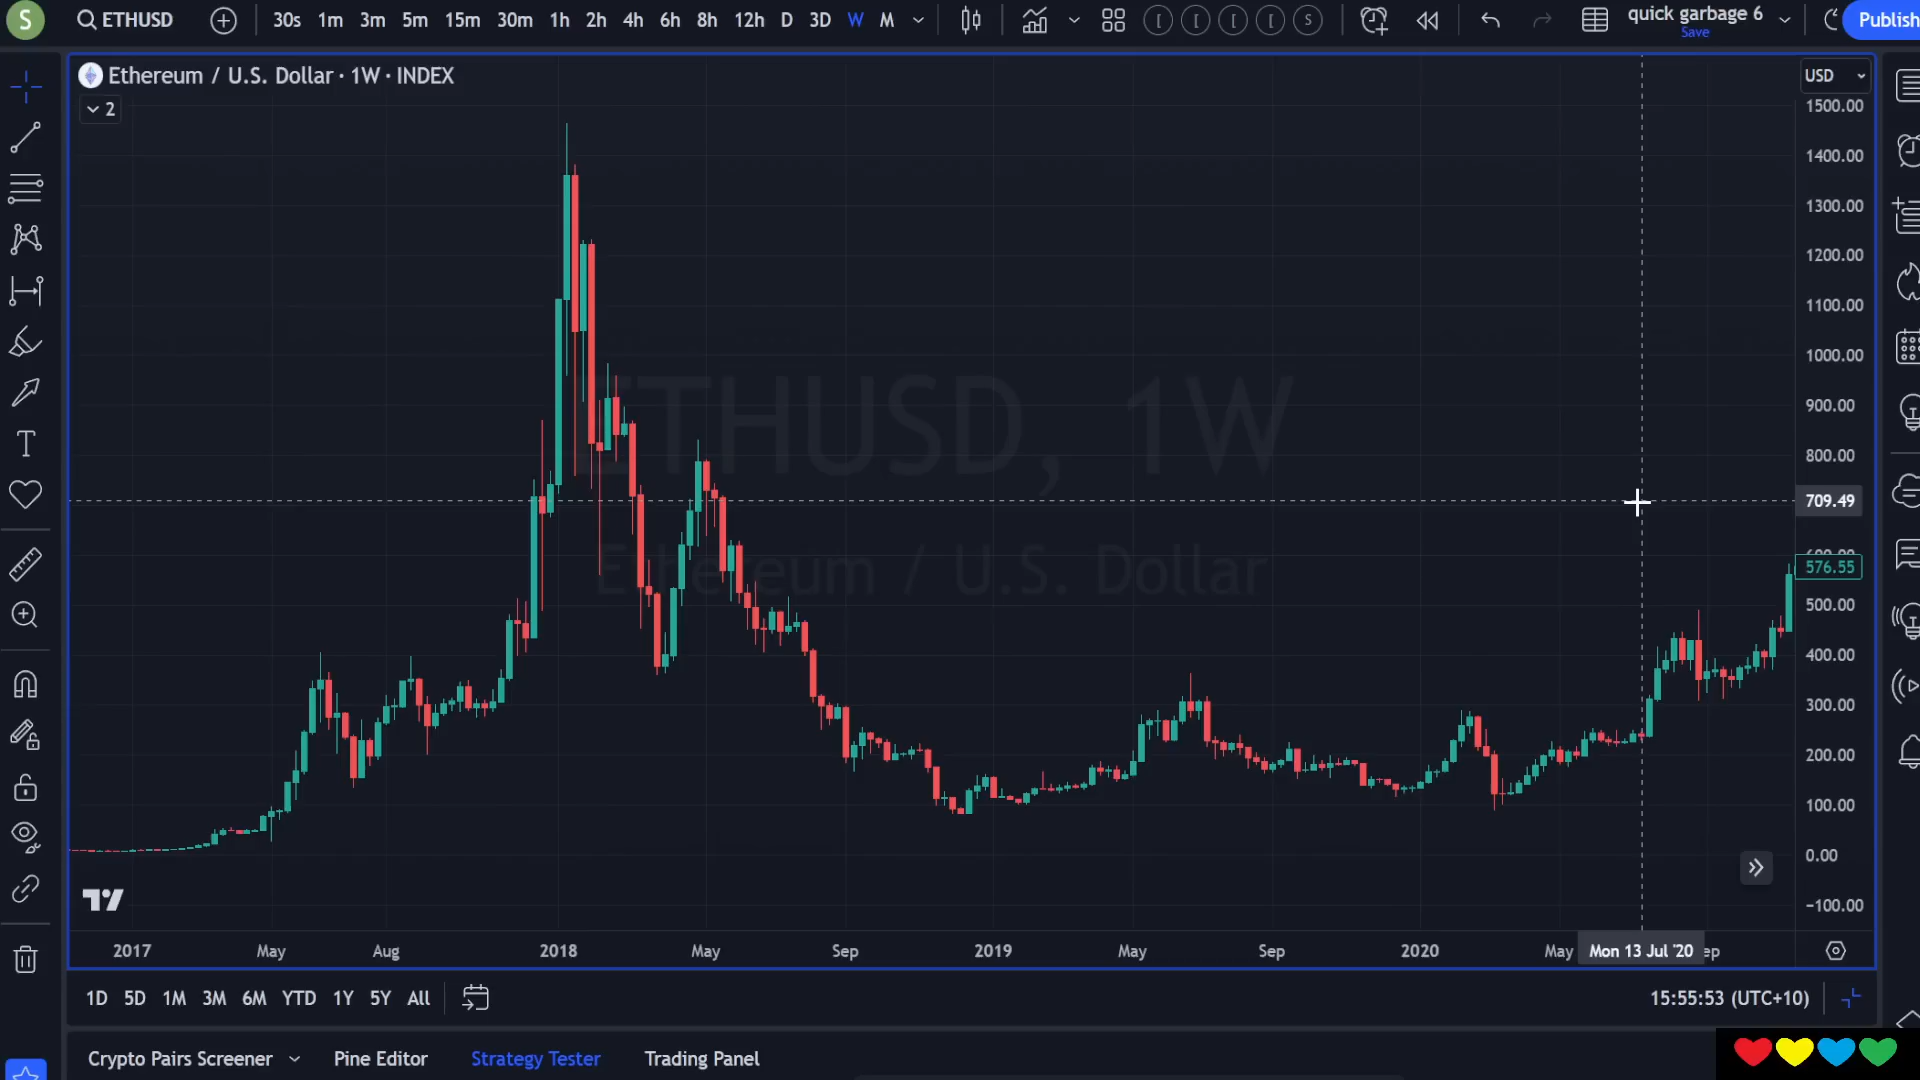 S
ETHUSD
30s 1m 3m 5m 15m 30m 1h 2h 4h 6h 8h 12h D 3D W M
[ [ [ [ S
quick garbage 6
Save
Publish
Ethereum / U.S. Dollar · 1W · INDEX
USD
2
1500.00
1400.00
1300.00
1200.00
1100.00
1000.00
900.00
800.00
709.49
600.00
576.55
500.00
400.00
300.00
200.00
100.00
0.00
−100.00
ETHUSD, 1W
Ethereum / U.S. Dollar
T
2017 May Aug 2018 May Sep 2019 May Sep 2020 May Mon 13 Jul '20 ep
1D 5D 1M 3M 6M YTD 1Y 5Y All
15:55:53 (UTC+10)
Crypto Pairs Screener Pine Editor Strategy Tester Trading Panel